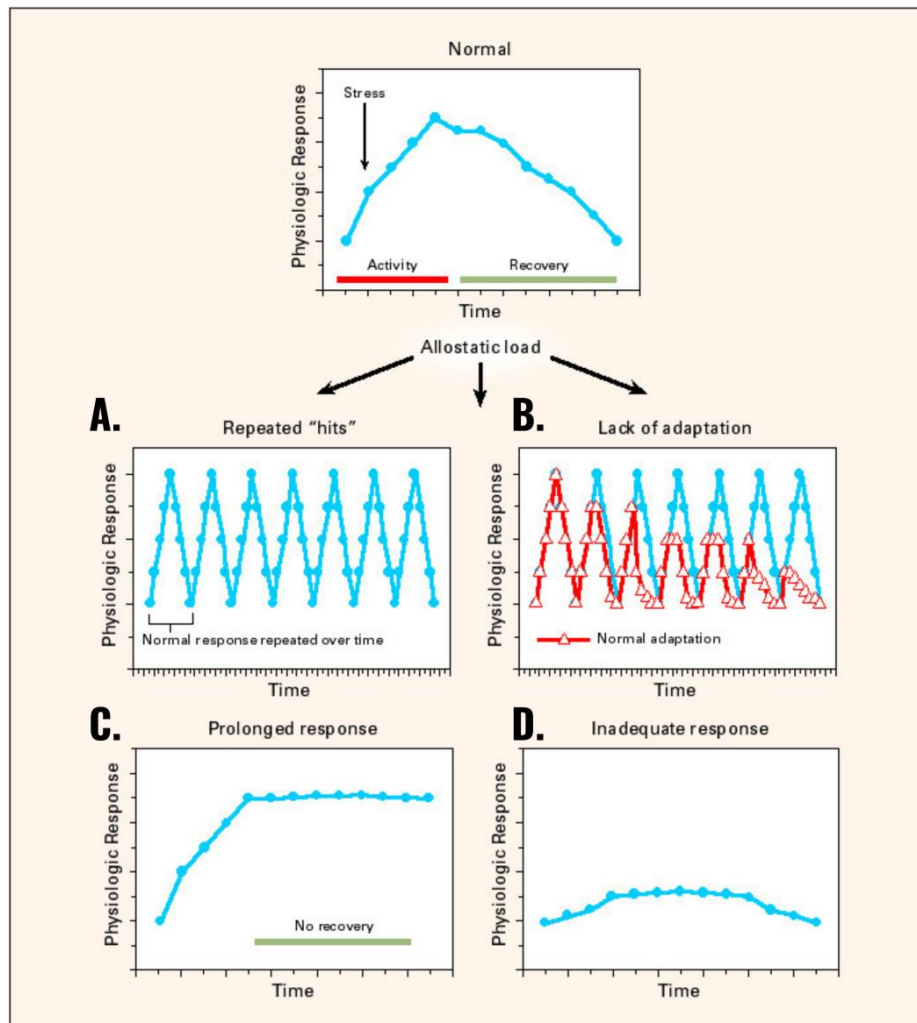 Normal
Stress
Physiologic Response
Activity
Recovery
Time
Allostatic load
A.
Repeated “hits”
Physiologic Response
Normal response repeated over time
Time
B.
Lack of adaptation
Physiologic Response
Normal adaptation
Time
C.
Prolonged response
Physiologic Response
No recovery
Time
D.
Inadequate response
Physiologic Response
Time